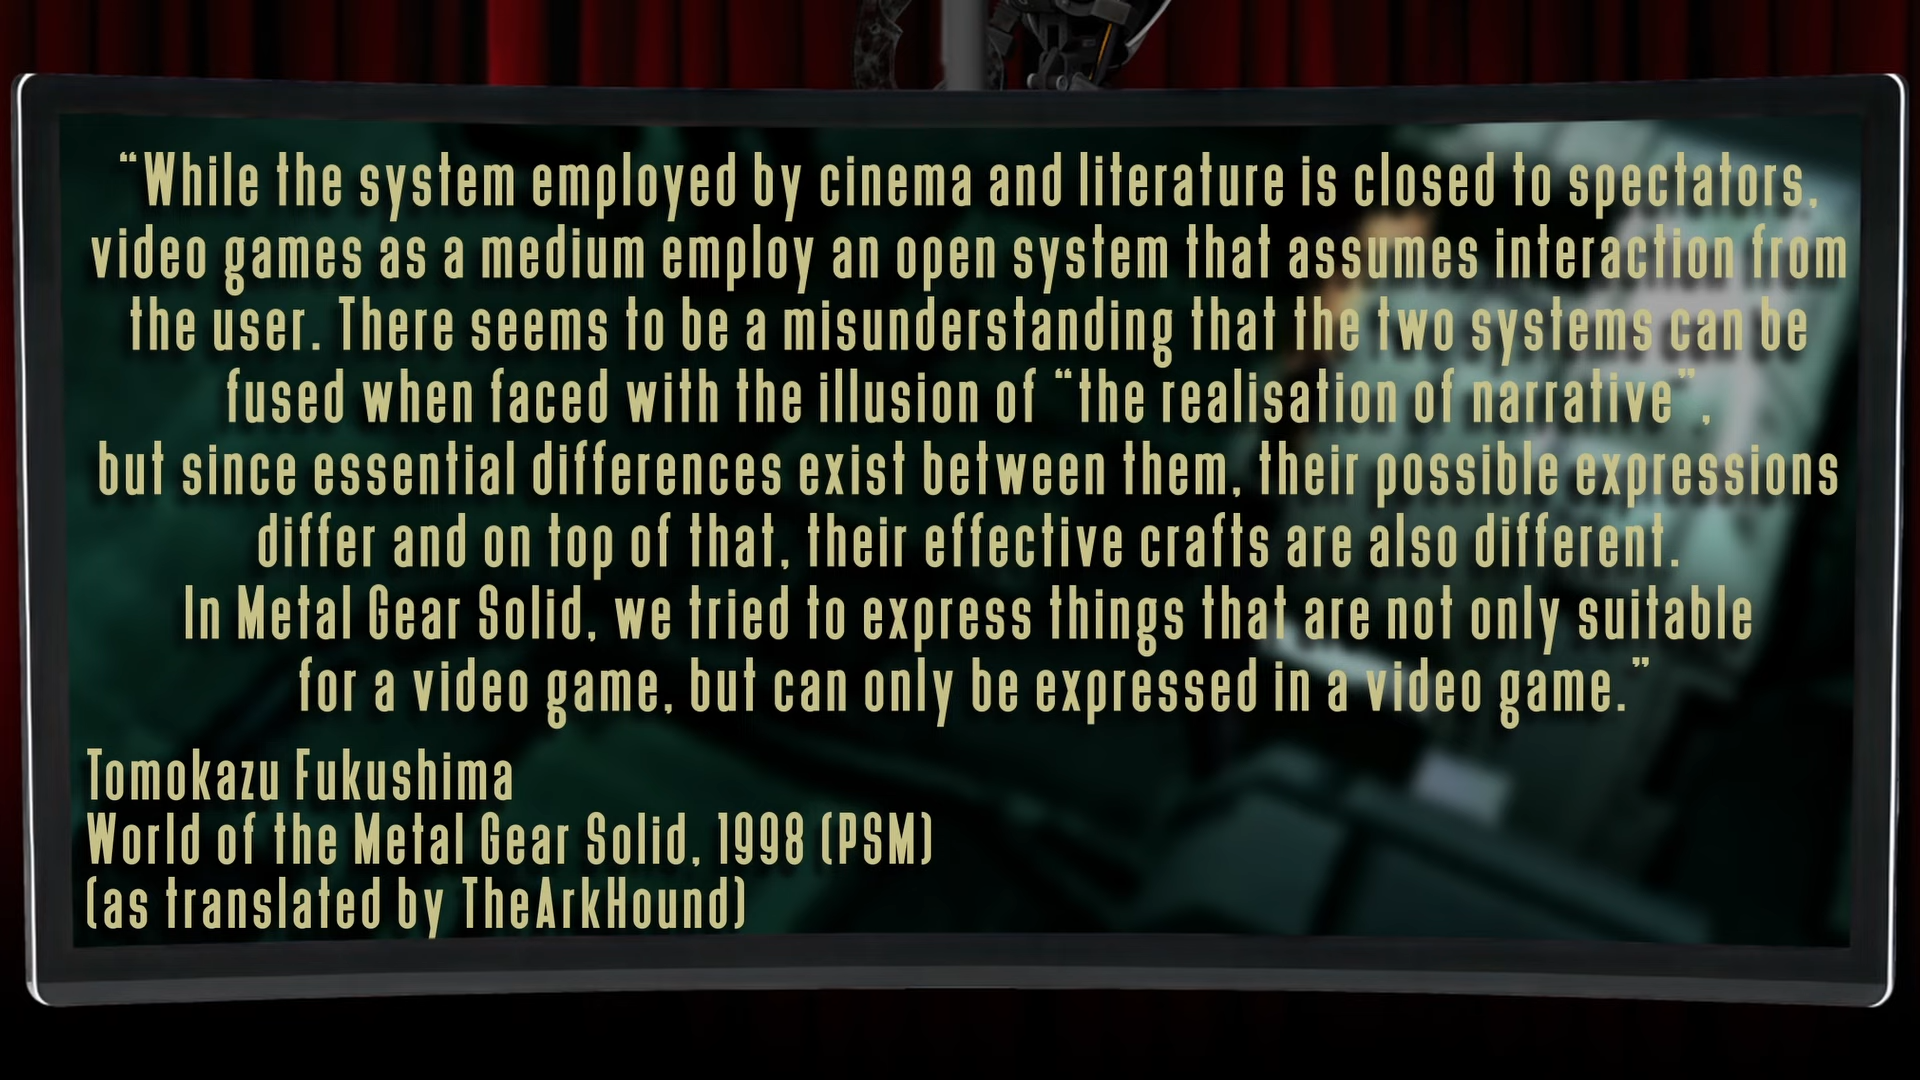 “While the system employed by cinema and literature is closed to spectators,
video games as a medium employ an open system that assumes interaction from
the user. There seems to be a misunderstanding that the two systems can be
fused when faced with the illusion of “the realisation of narrative”,
but since essential differences exist between them, their possible expressions
differ and on top of that, their effective crafts are also different.
In Metal Gear Solid, we tried to express things that are not only suitable
for a video game, but can only be expressed in a video game.”
Tomokazu Fukushima
World of the Metal Gear Solid, 1998 (PSM)
(as translated by TheArkHound)